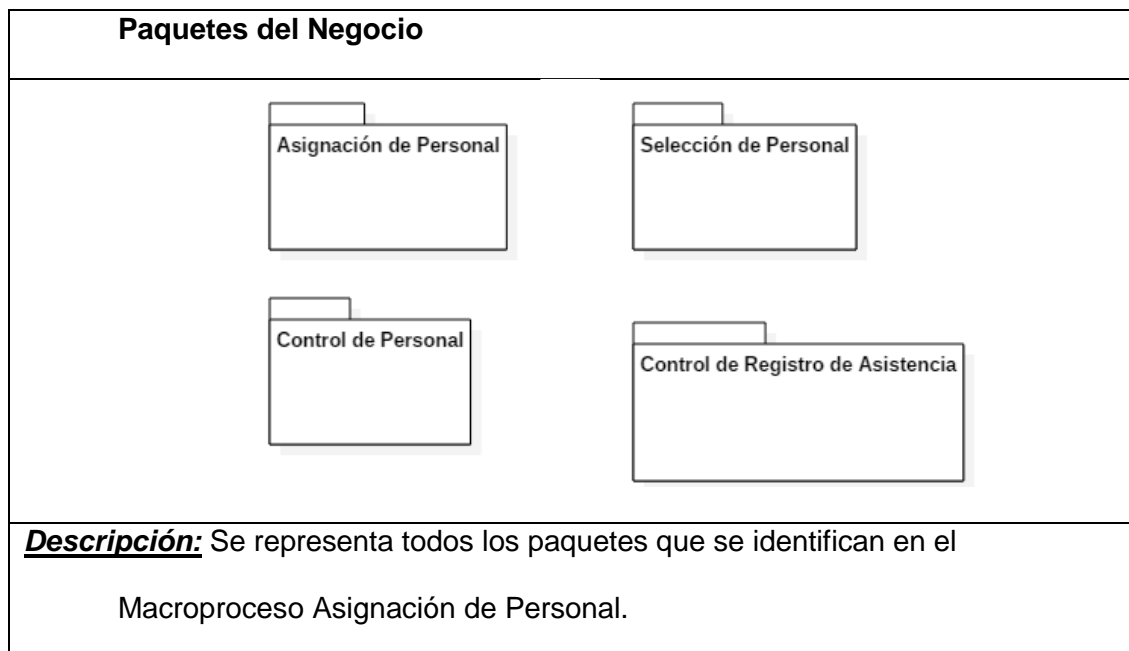 Paquetes del Negocio
Asignación de Personal
Selección de Personal
Control de Personal
Control de Registro de Asistencia
Descripción: Se representa todos los paquetes que se identifican en el
Macroproceso Asignación de Personal.